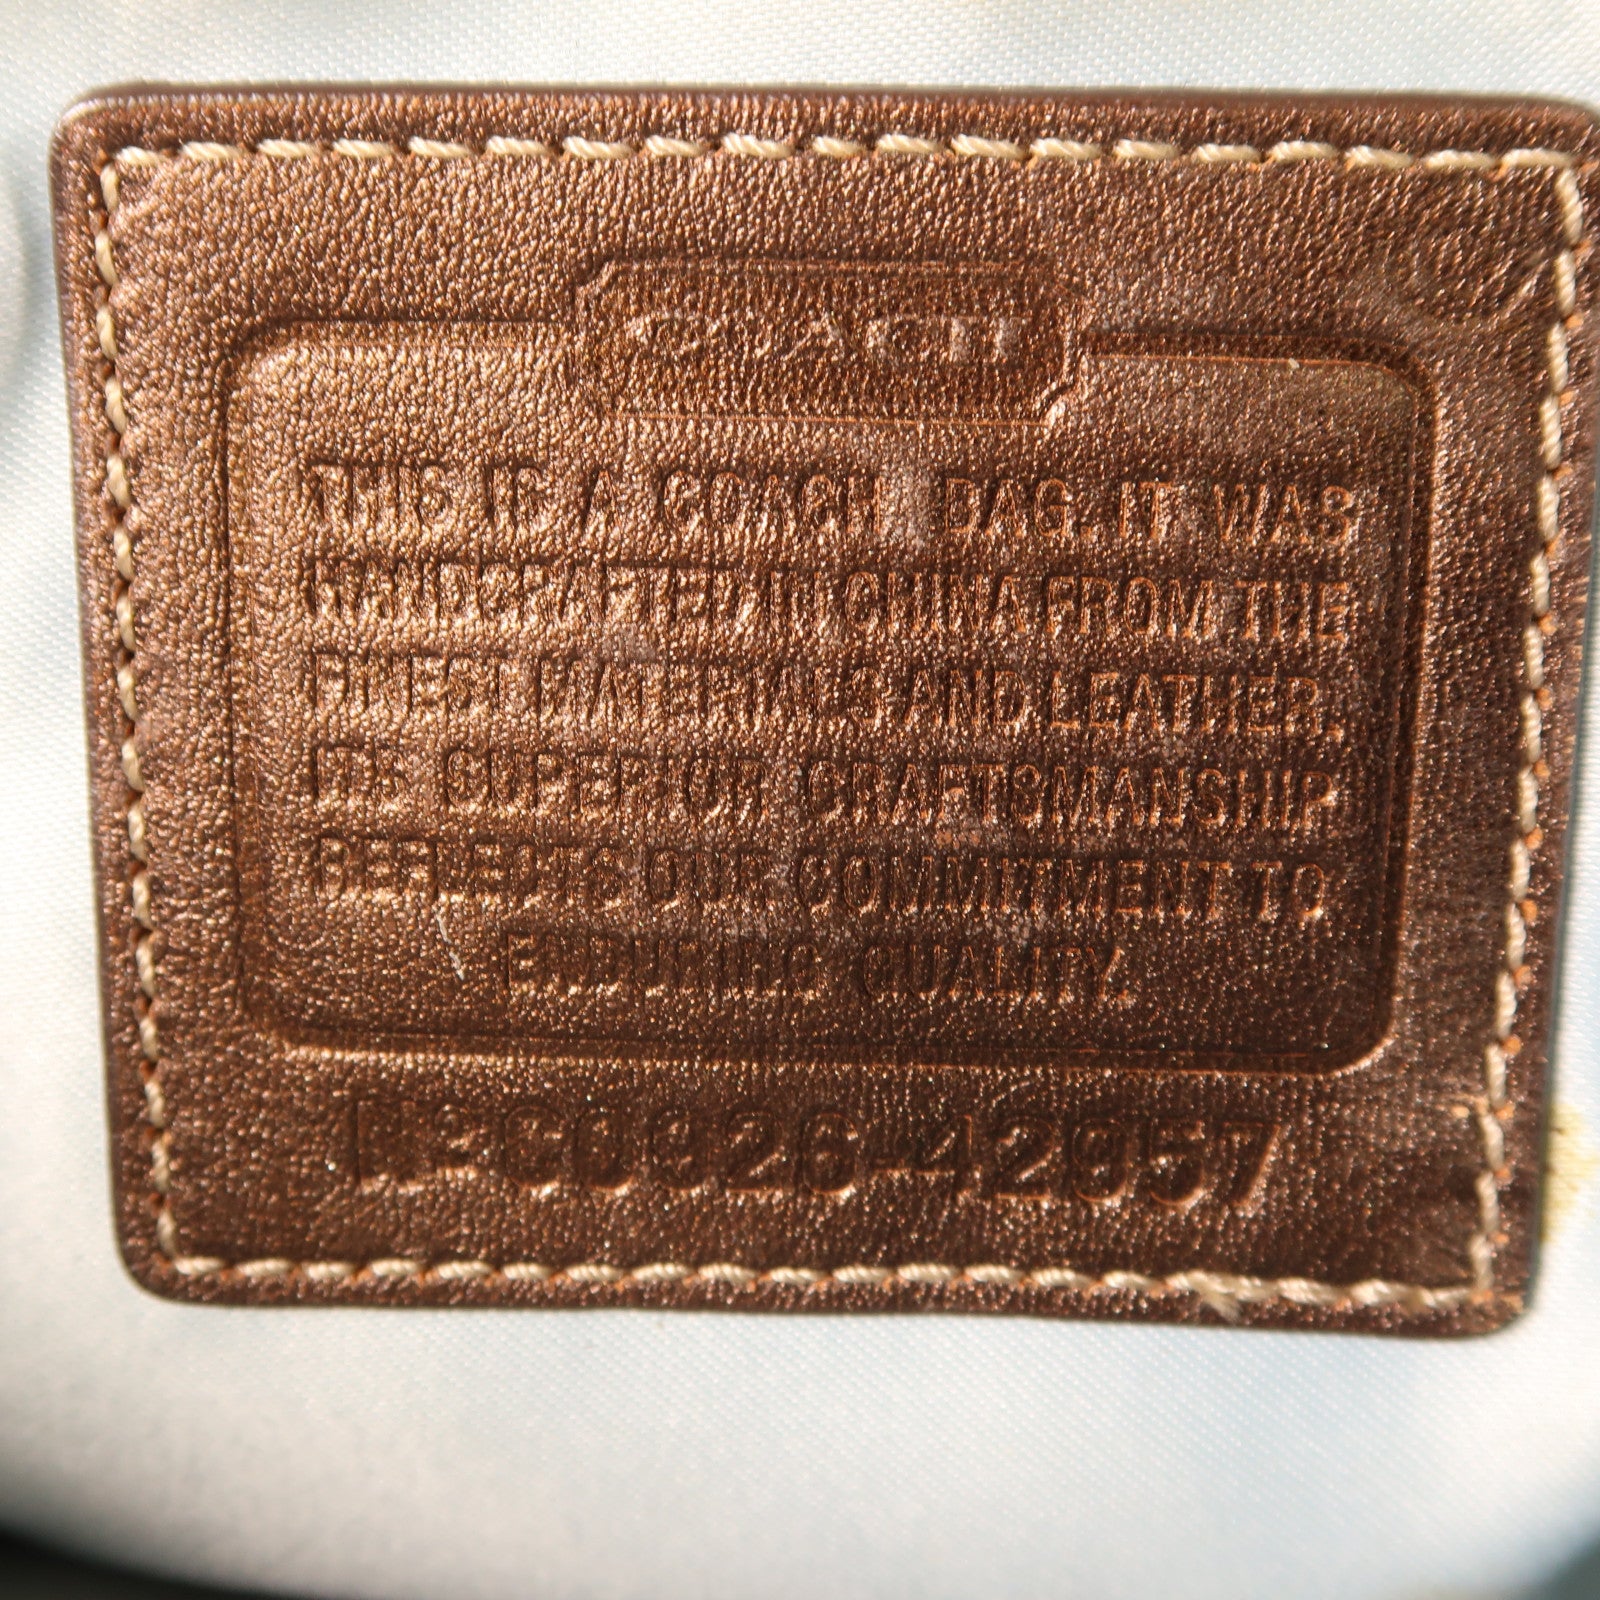 COACH
THIS IS A COACH BAG. IT WAS
HANDCRAFTED IN CHINA FROM THE
FINEST MATERIALS AND LEATHER.
ITS SUPERIOR CRAFTSMANSHIP
REFLECTS OUR COMMITMENT TO
ENDURING QUALITY.